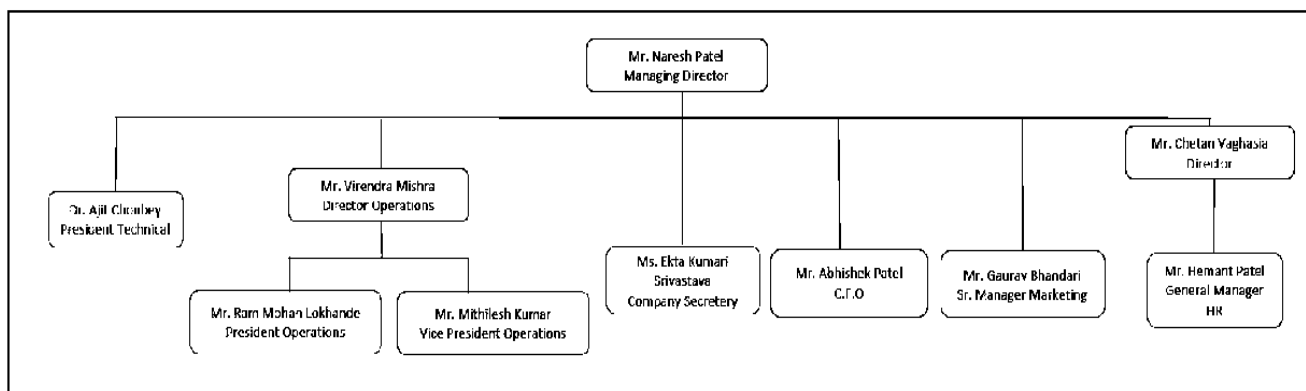 Mr. Naresh Patel
Managing Director
Mr. Chetan Vaghasia
Director
Mr. Virendra Mishra
Director Operations
Dr. Ajit Choubey
President Technical
Ms. Ekta Kumari
Srivastava
Company Secretery
Mr. Abhishek Patel
C.F.O
Mr. Gaurav Bhandari
Sr. Manager Marketing
Mr. Hemant Patel
General Manager
HR
Mr. Ram Mohan Lokhande
President Operations
Mr. Mithilesh Kumar
Vice President Operations